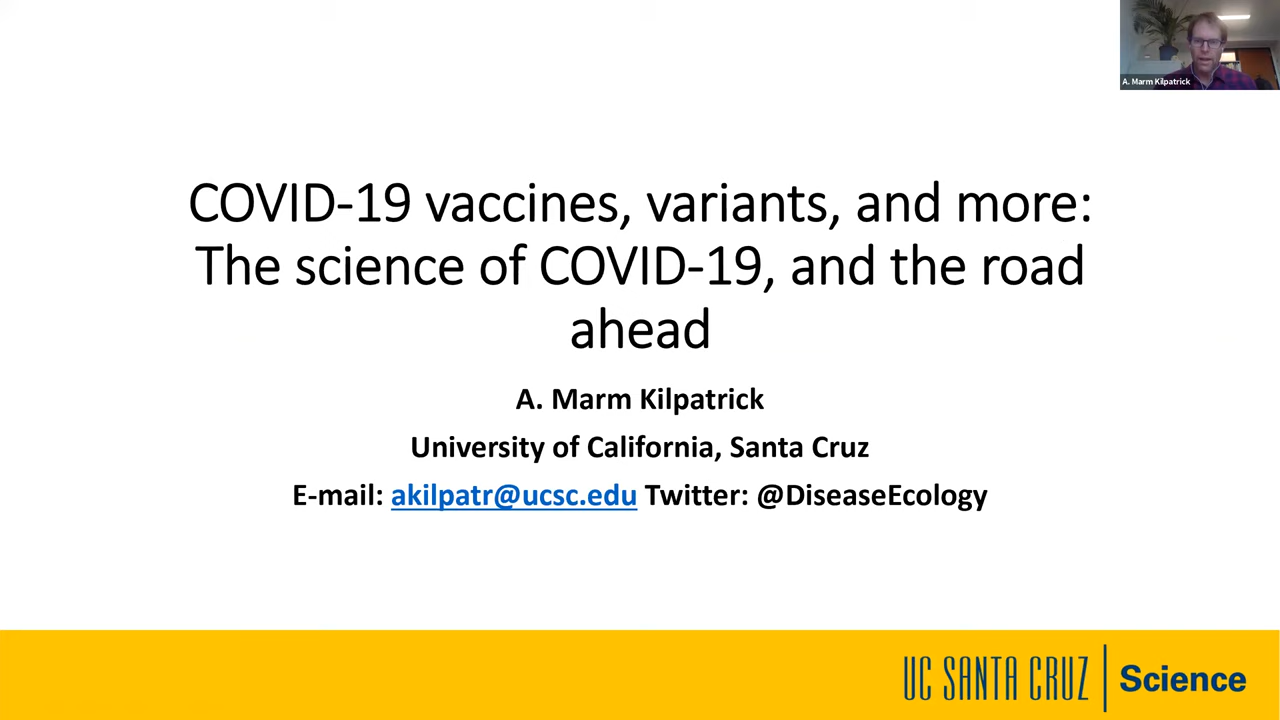 A. Marm Kilpatrick
COVID-19 vaccines, variants, and more:
The science of COVID-19, and the road
ahead
A. Marm Kilpatrick
University of California, Santa Cruz
E-mail: akilpatr@ucsc.edu Twitter: @DiseaseEcology
UC SANTA CRUZ Science